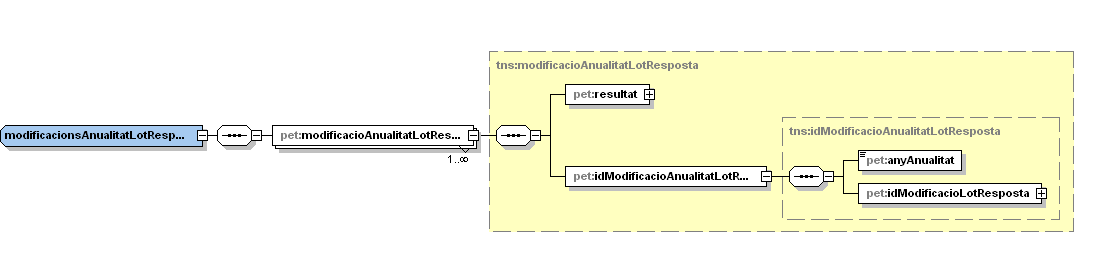 tns:modificacioAnualitatLotResposta
pet:resultat
tns:idModificacioAnualitatLotResposta
modificacionsAnualitatLotResp...
pet:modificacioAnualitatLotRes...
1..∞
pet:anyAnualitat
pet:idModificacioAnualitatLotR...
pet:idModificacioLotResposta